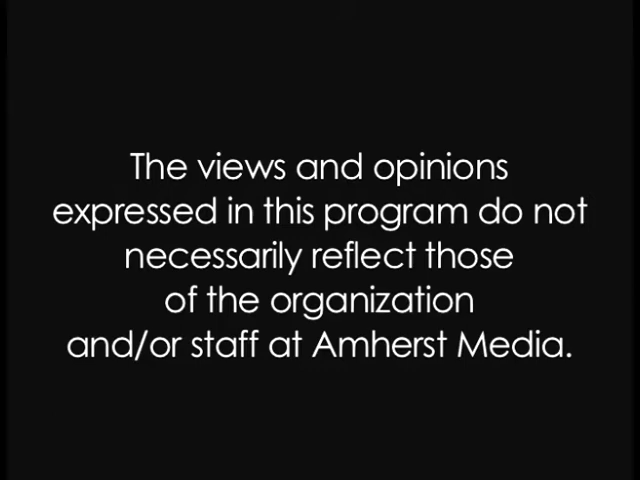 The views and opinions
expressed in this program do not
necessarily reflect those
of the organization
and/or staff at Amherst Media.